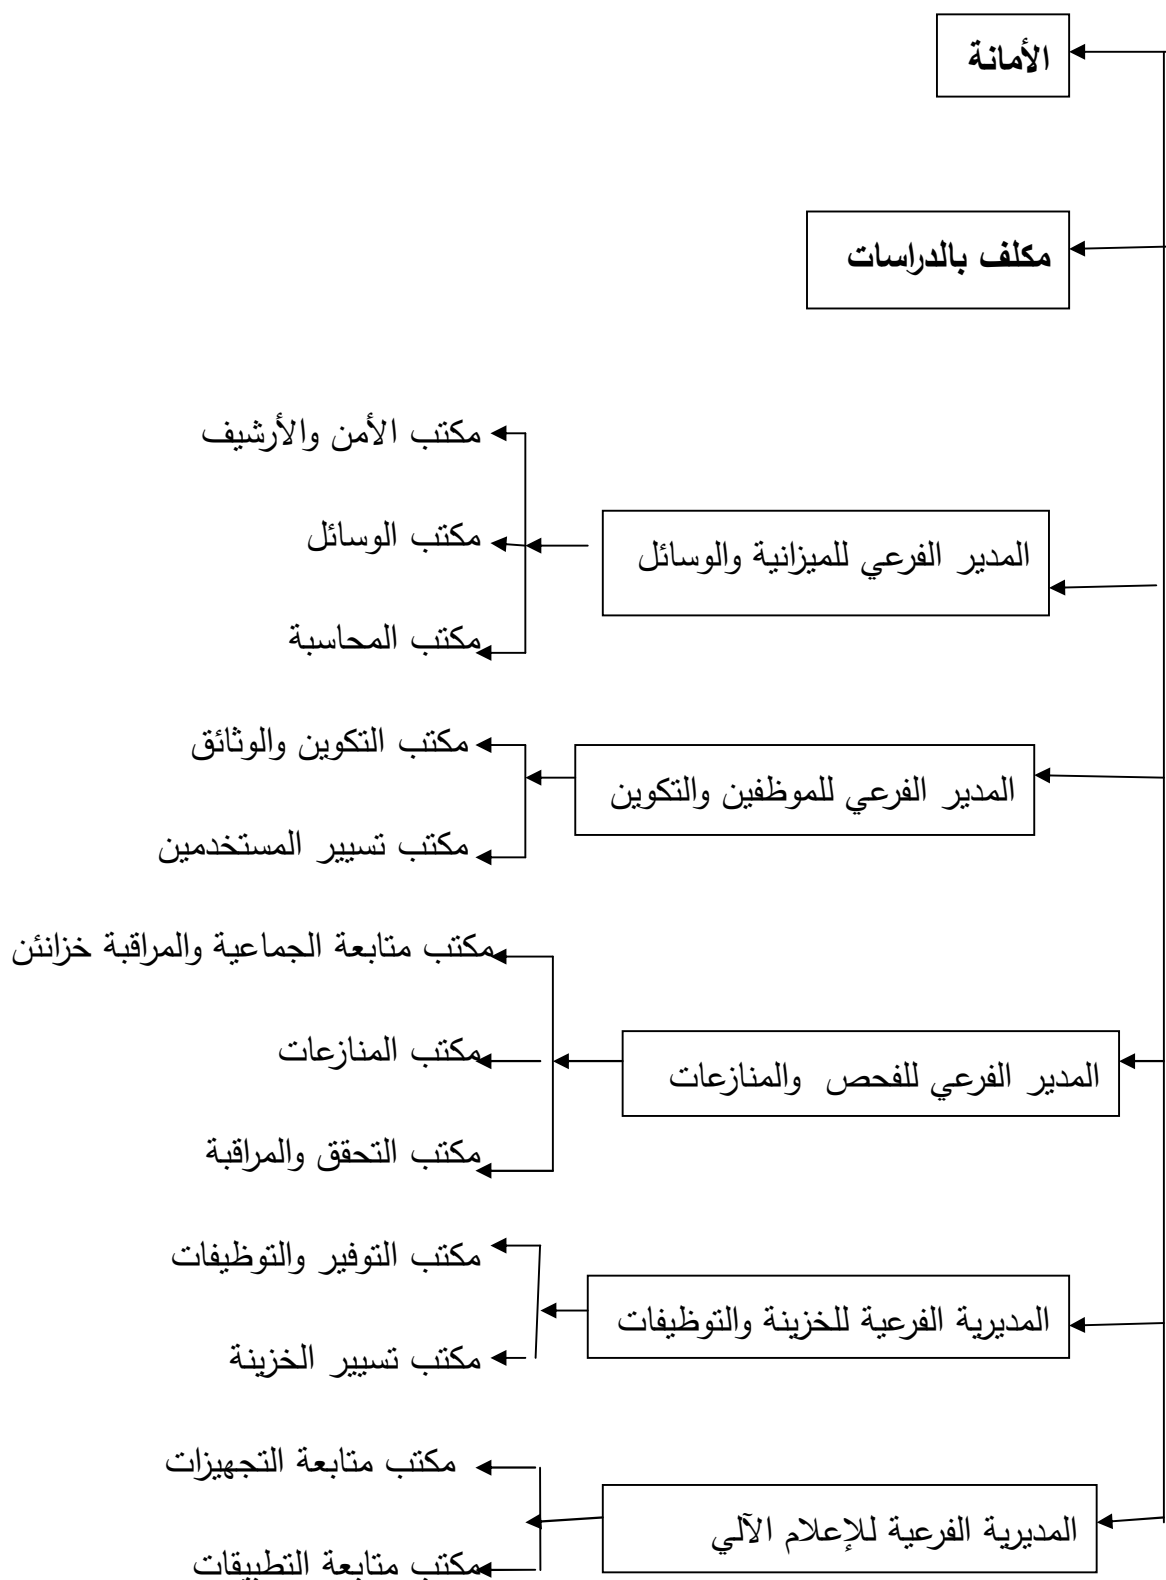 الأمانة
مكلف بالدراسات
مكتب الأمن والأرشيف
المدير الفرعي للميزانية والوسائل
مكتب الوسائل
مكتب المحاسبة
مكتب التكوين والوثائق
المدير الفرعي للموظفين والتكوين
مكتب تسيير المستخدمين
مكتب متابعة الجماعية والمراقبة خزانئن
المدير الفرعي للفحص والمنازعات
مكتب المنازعات
مكتب التحقق والمراقبة
مكتب التوفير والتوظيفات
المديرية الفرعية للخزينة والتوظيفات
مكتب تسيير الخزينة
مكتب متابعة التجهيزات
المديرية الفرعية للإعلام الآلي
مكتب متابعة التطبيقات